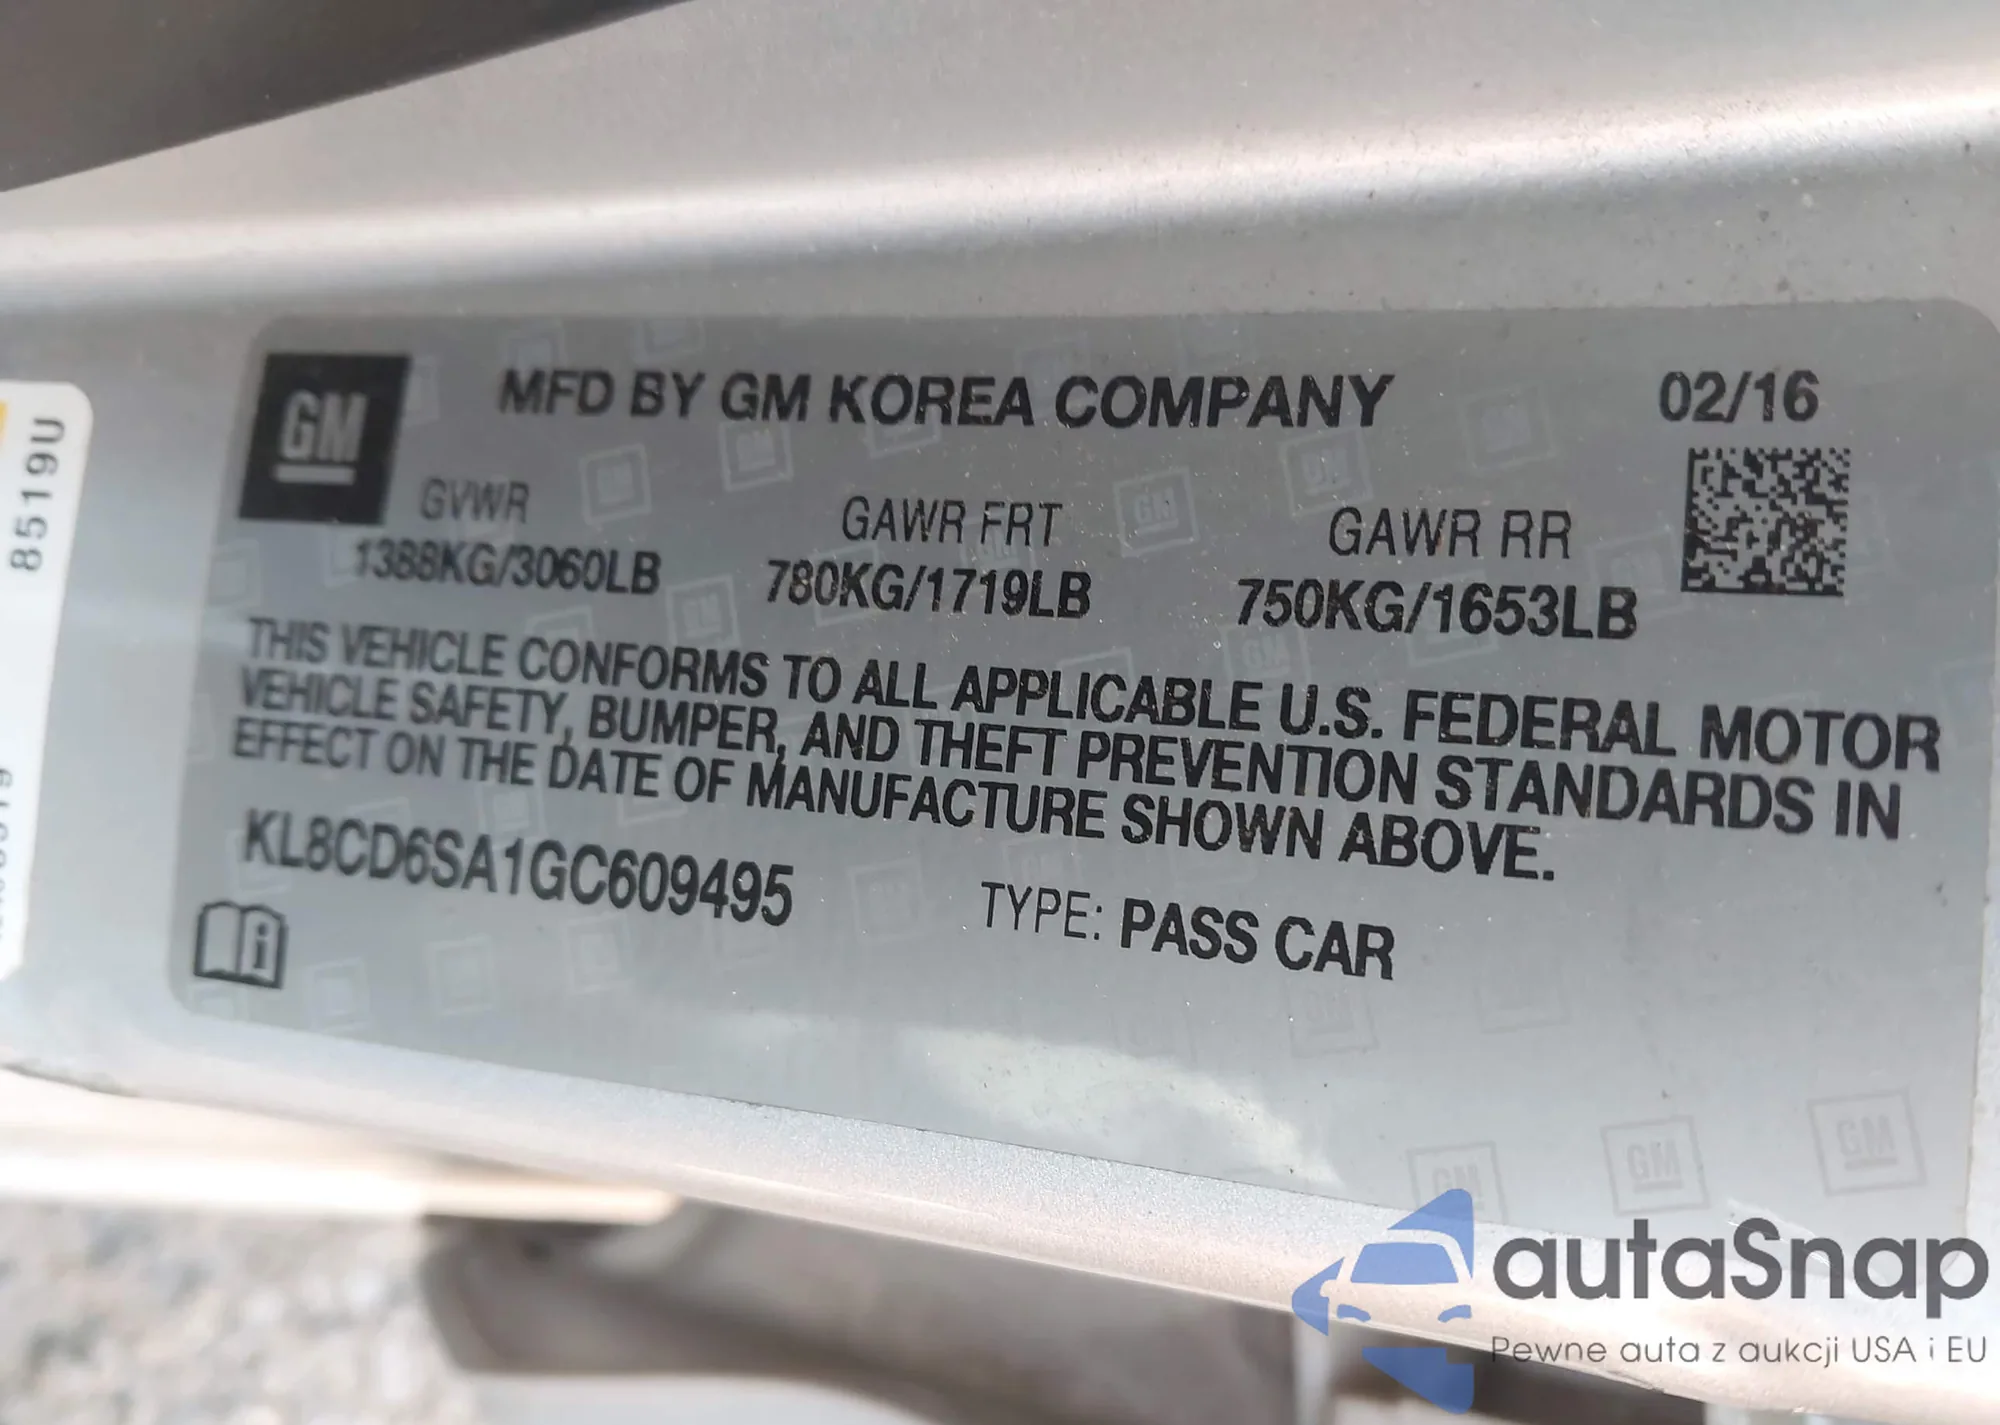 GM
MFD BY GM KOREA COMPANY
02/16
GVWR
GAWR FRT
GAWR RR
1388KG/3060LB
780KG/1719LB
750KG/1653LB
THIS VEHICLE CONFORMS TO ALL APPLICABLE U.S. FEDERAL MOTOR
VEHICLE SAFETY, BUMPER, AND THEFT PREVENTION STANDARDS IN
EFFECT ON THE DATE OF MANUFACTURE SHOWN ABOVE.
KL8CD6SA1GC609495
TYPE: PASS CAR
8519U
autaSnap
Pewne auta z aukcji USA i EU